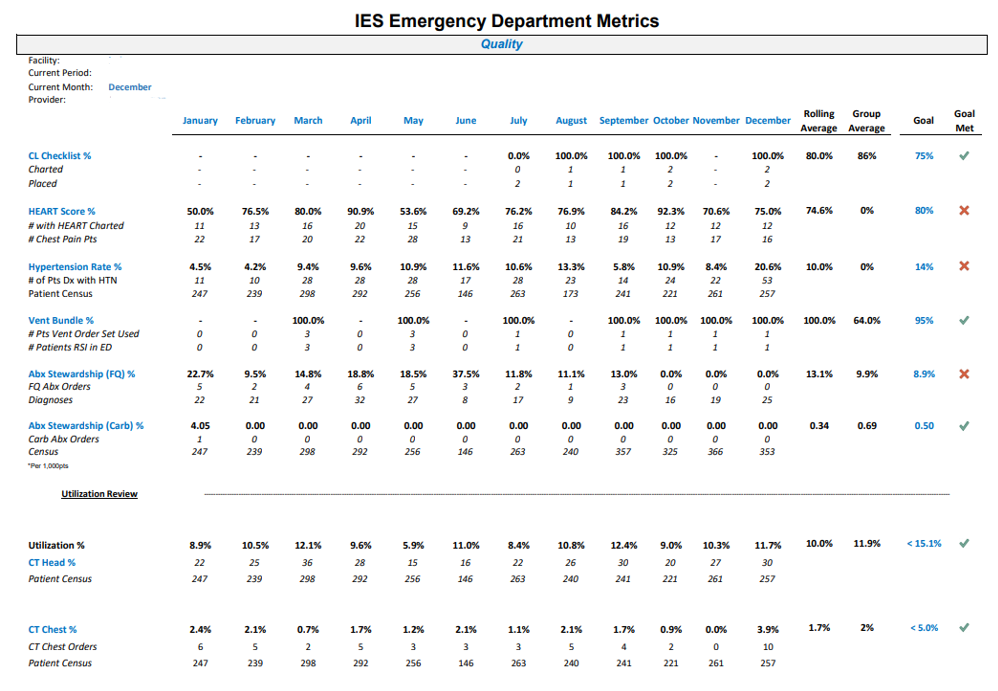 IES Emergency Department Metrics
Quality
Facility:
Current Period:
Current Month: December
Provider:
January February March April May June July August September October November December Rolling Average Group Average Goal Goal Met
CL Checklist % - - - - - - 0.0% 100.0% 100.0% 100.0% - 100.0% 80.0% 86% 75% ✓
Charted - - - - - - 0 1 1 2 - 2
Placed - - - - - - 2 1 1 2 - 2
HEART Score % 50.0% 76.5% 80.0% 90.9% 53.6% 69.2% 76.2% 76.9% 84.2% 92.3% 70.6% 75.0% 74.6% 0% 80% ✗
# with HEART Charted 11 13 16 20 15 9 16 10 16 12 12 12
# Chest Pain Pts 22 17 20 22 28 13 21 13 19 13 17 16
Hypertension Rate % 4.5% 4.2% 9.4% 9.6% 10.9% 11.6% 10.6% 13.3% 5.8% 10.9% 8.4% 20.6% 10.0% 0% 14% ✗
# of Pts Dx with HTN 11 10 28 28 28 17 28 23 14 24 22 53
Patient Census 247 239 298 292 256 146 263 173 241 221 261 257
Vent Bundle % - - 100.0% - 100.0% - 100.0% - 100.0% 100.0% 100.0% 100.0% 100.0% 64.0% 95% ✓
# Pts Vent Order Set Used 0 0 3 0 3 0 1 0 1 1 1 1
# Patients RSI in ED 0 0 3 0 3 0 1 0 1 1 1 1
Abx Stewardship (FQ) % 22.7% 9.5% 14.8% 18.8% 18.5% 37.5% 11.8% 11.1% 13.0% 0.0% 0.0% 0.0% 13.1% 9.9% 8.9% ✗
FQ Abx Orders 5 2 4 6 5 3 2 1 3 0 0 0
Diagnoses 22 21 27 32 27 8 17 9 23 16 19 25
Abx Stewardship (Carb) % 4.05 0.00 0.00 0.00 0.00 0.00 0.00 0.00 0.00 0.00 0.00 0.00 0.34 0.69 0.50 ✓
Carb Abx Orders 1 0 0 0 0 0 0 0 0 0 0 0
Census 247 239 298 292 256 146 263 240 357 325 366 353
*Per 1,000pts
Utilization Review
Utilization % 8.9% 10.5% 12.1% 9.6% 5.9% 11.0% 8.4% 10.8% 12.4% 9.0% 10.3% 11.7% 10.0% 11.9% < 15.1% ✓
CT Head % 22 25 36 28 15 16 22 26 30 20 27 30
Patient Census 247 239 298 292 256 146 263 240 241 221 261 257
CT Chest % 2.4% 2.1% 0.7% 1.7% 1.2% 2.1% 1.1% 2.1% 1.7% 0.9% 0.0% 3.9% 1.7% 2% < 5.0% ✓
CT Chest Orders 6 5 2 5 3 3 3 5 4 2 0 10
Patient Census 247 239 298 292 256 146 263 240 241 221 261 257